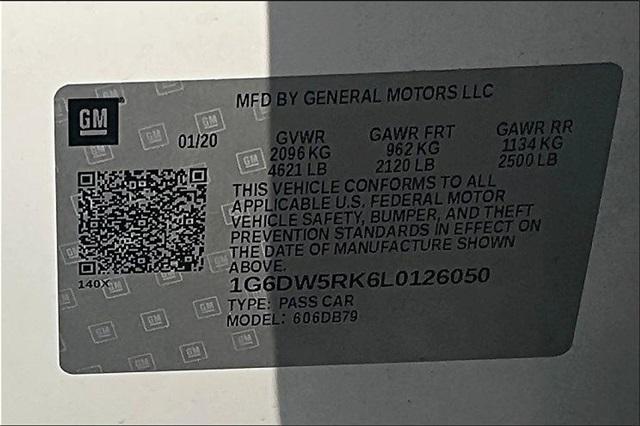 GM
MFD BY GENERAL MOTORS LLC
01/20
GVWR GAWR FRT GAWR RR
2096 KG 962 KG 1134 KG
4621 LB 2120 LB 2500 LB
THIS VEHICLE CONFORMS TO ALL
APPLICABLE U.S. FEDERAL MOTOR
VEHICLE SAFETY, BUMPER, AND THEFT
PREVENTION STANDARDS IN EFFECT ON
THE DATE OF MANUFACTURE SHOWN
ABOVE.
140X
1G6DW5RK6L0126050
TYPE: PASS CAR
MODEL: 606DB79